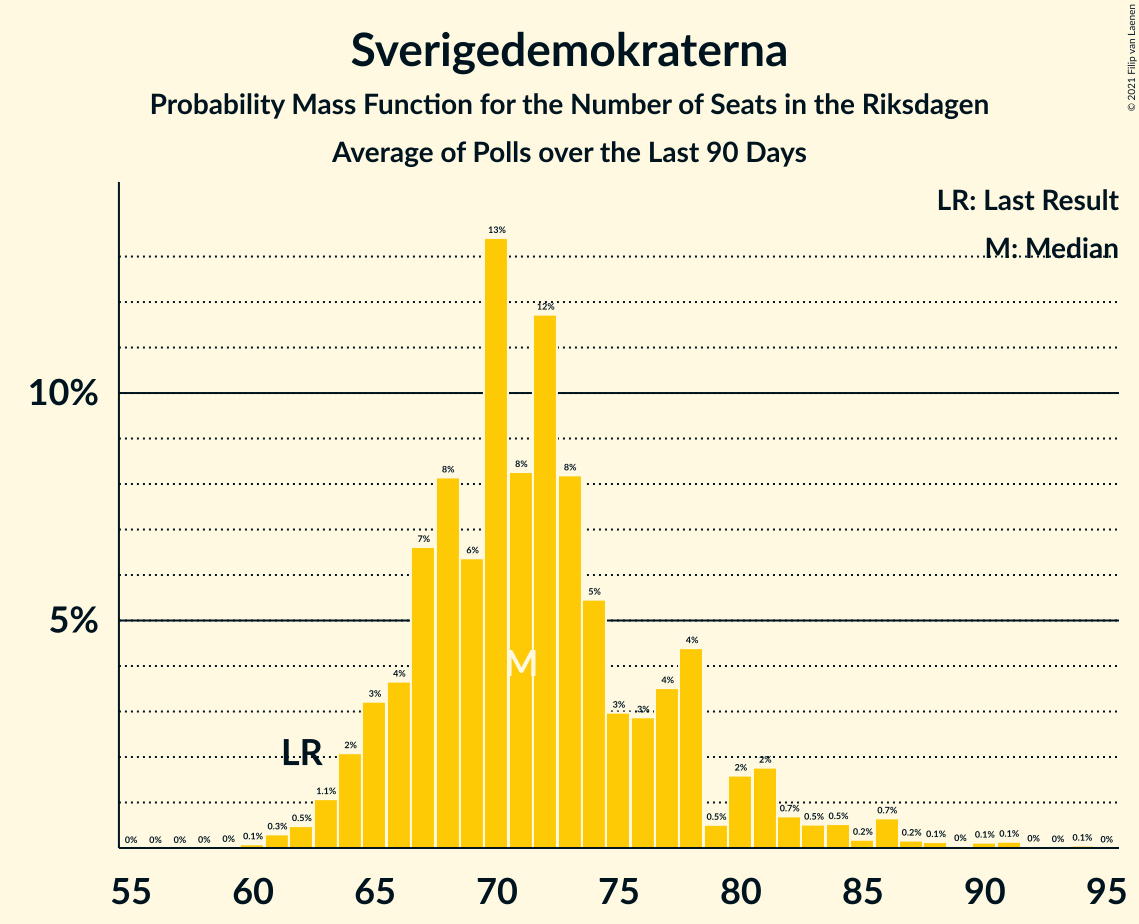 © 2021 Filip van Laenen
Sverigedemokraterna
Probability Mass Function for the Number of Seats in the Riksdagen
Average of Polls over the Last 90 Days
LR: Last Result
M: Median
10%
5%
0% 0% 0% 0% 0% 0.1% 0.3% 0.5% 1.1% 2% 3% 4% 7% 8% 6% 13% 8% 12% 8% 5% 3% 3% 4% 4% 0.5% 2% 2% 0.7% 0.5% 0.5% 0.2% 0.7% 0.2% 0.1% 0% 0.1% 0.1% 0% 0% 0.1% 0%
M
LR
55 60 65 70 75 80 85 90 95